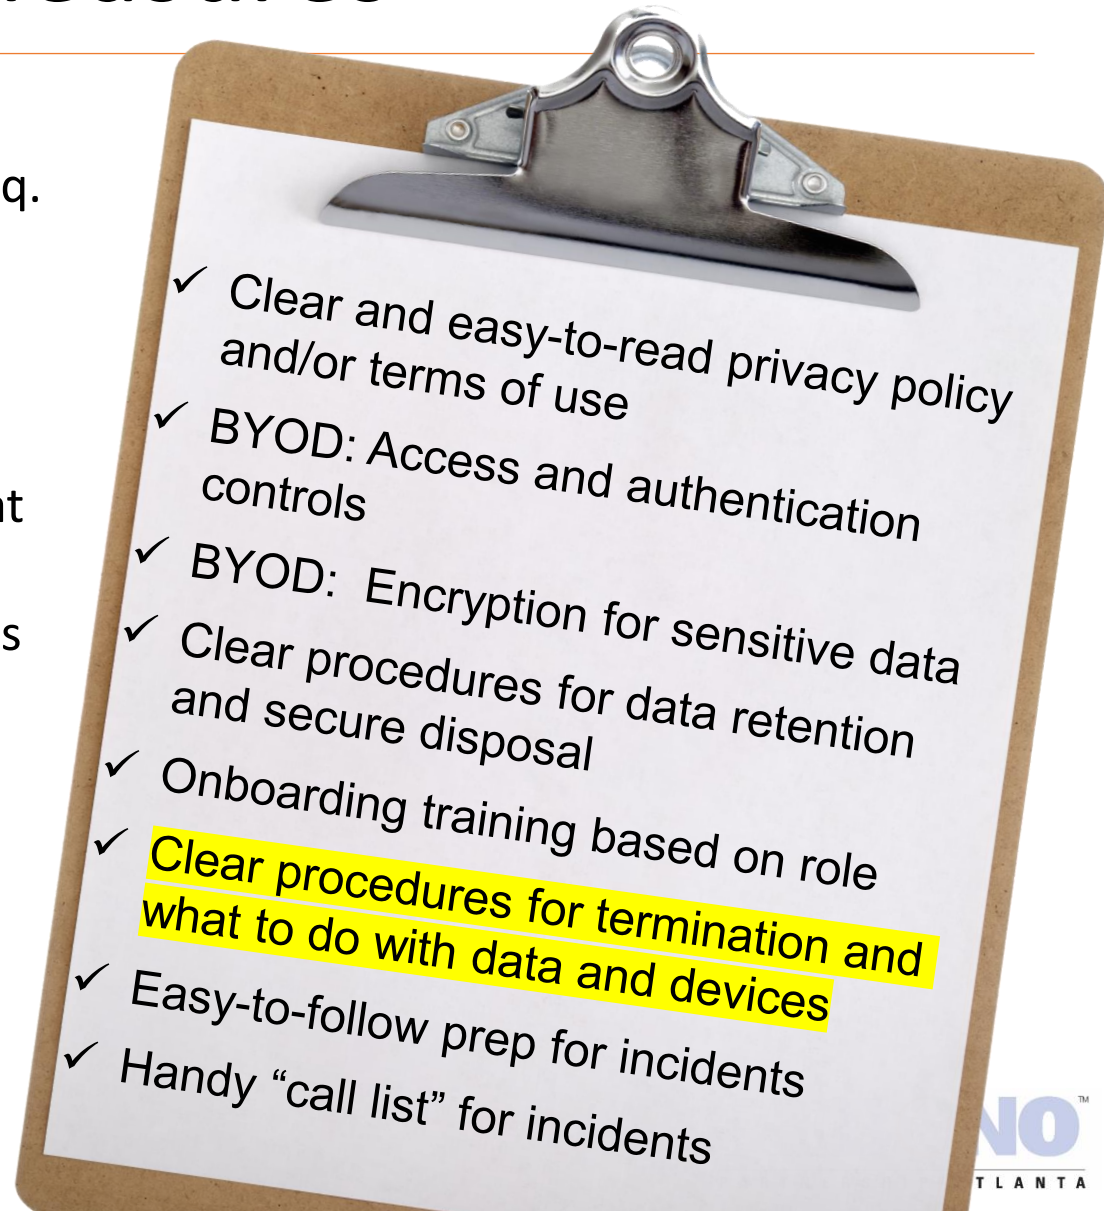 q.
Clear and easy-to-read privacy policy
and/or terms of use
BYOD: Access and authentication
controls
nt
BYOD: Encryption for sensitive data
s
Clear procedures for data retention
and secure disposal
Onboarding training based on role
Clear procedures for termination and
what to do with data and devices
Easy-to-follow prep for incidents
Handy “call list” for incidents
NO™
TLANTA